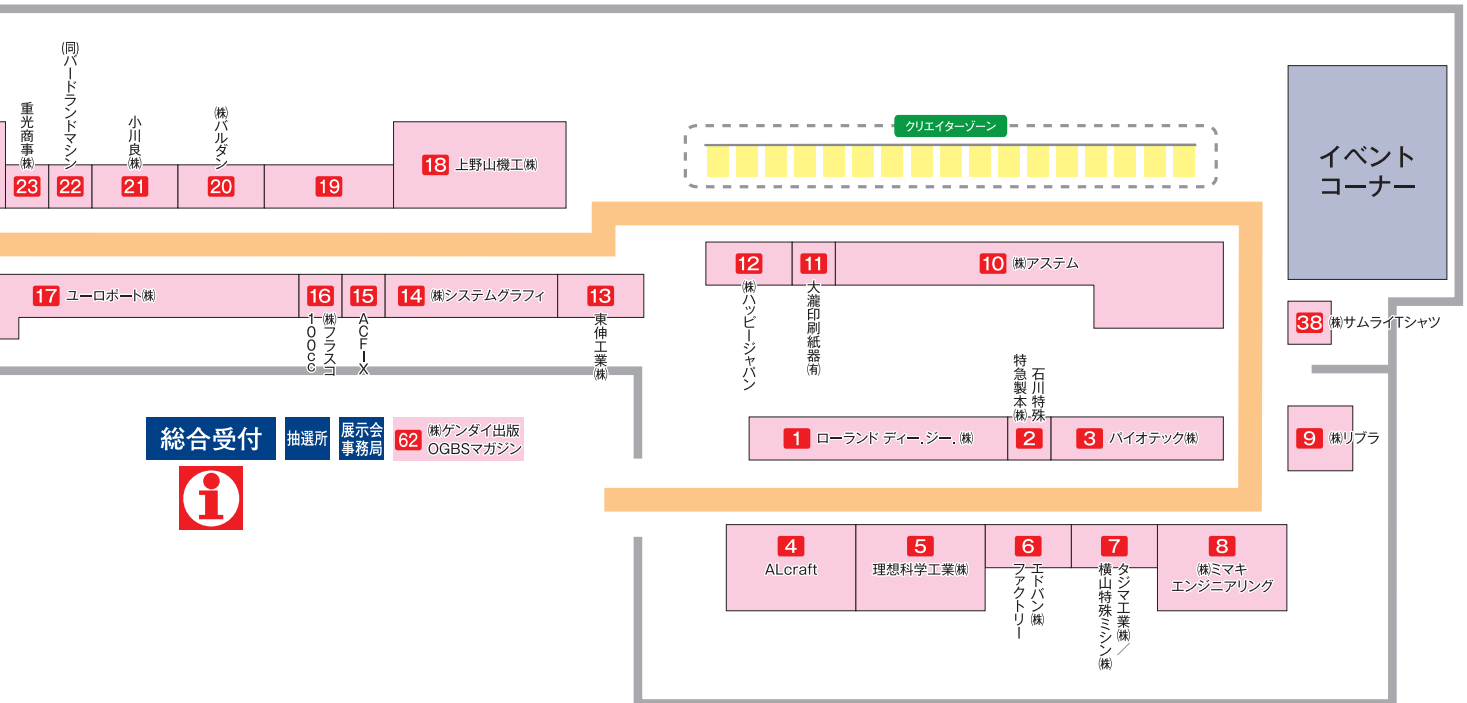 重光商事㈱
23
(同)バードランドマシン
22
小川良㈱
21
㈱バルダン
20
19
18 上野山機工㈱
クリエイターゾーン
イベント
コーナー
17 ユーロポート㈱
16
㈱フラスコ
100cc
15
ACFIX
14 ㈱システムグラフィ
13
東伸工業㈱
12
㈱ハッピージャパン
11
大瀧印刷紙器㈲
10 ㈱アステム
38 ㈱サムライTシャツ
総合受付
抽選所
展示会
事務局
62 ㈱ゲンダイ出版
OGBSマガジン
i
1 ローランド ディー.ジー. ㈱
石川特殊
特急製本㈱
2
3 バイオテック㈱
9 ㈱リブラ
4
ALcraft
5
理想科学工業㈱
6
エドバン㈱
ファクトリー
7
タジマ工業㈱／
横山特殊ミシン㈱
8
㈱ミマキ
エンジニアリング